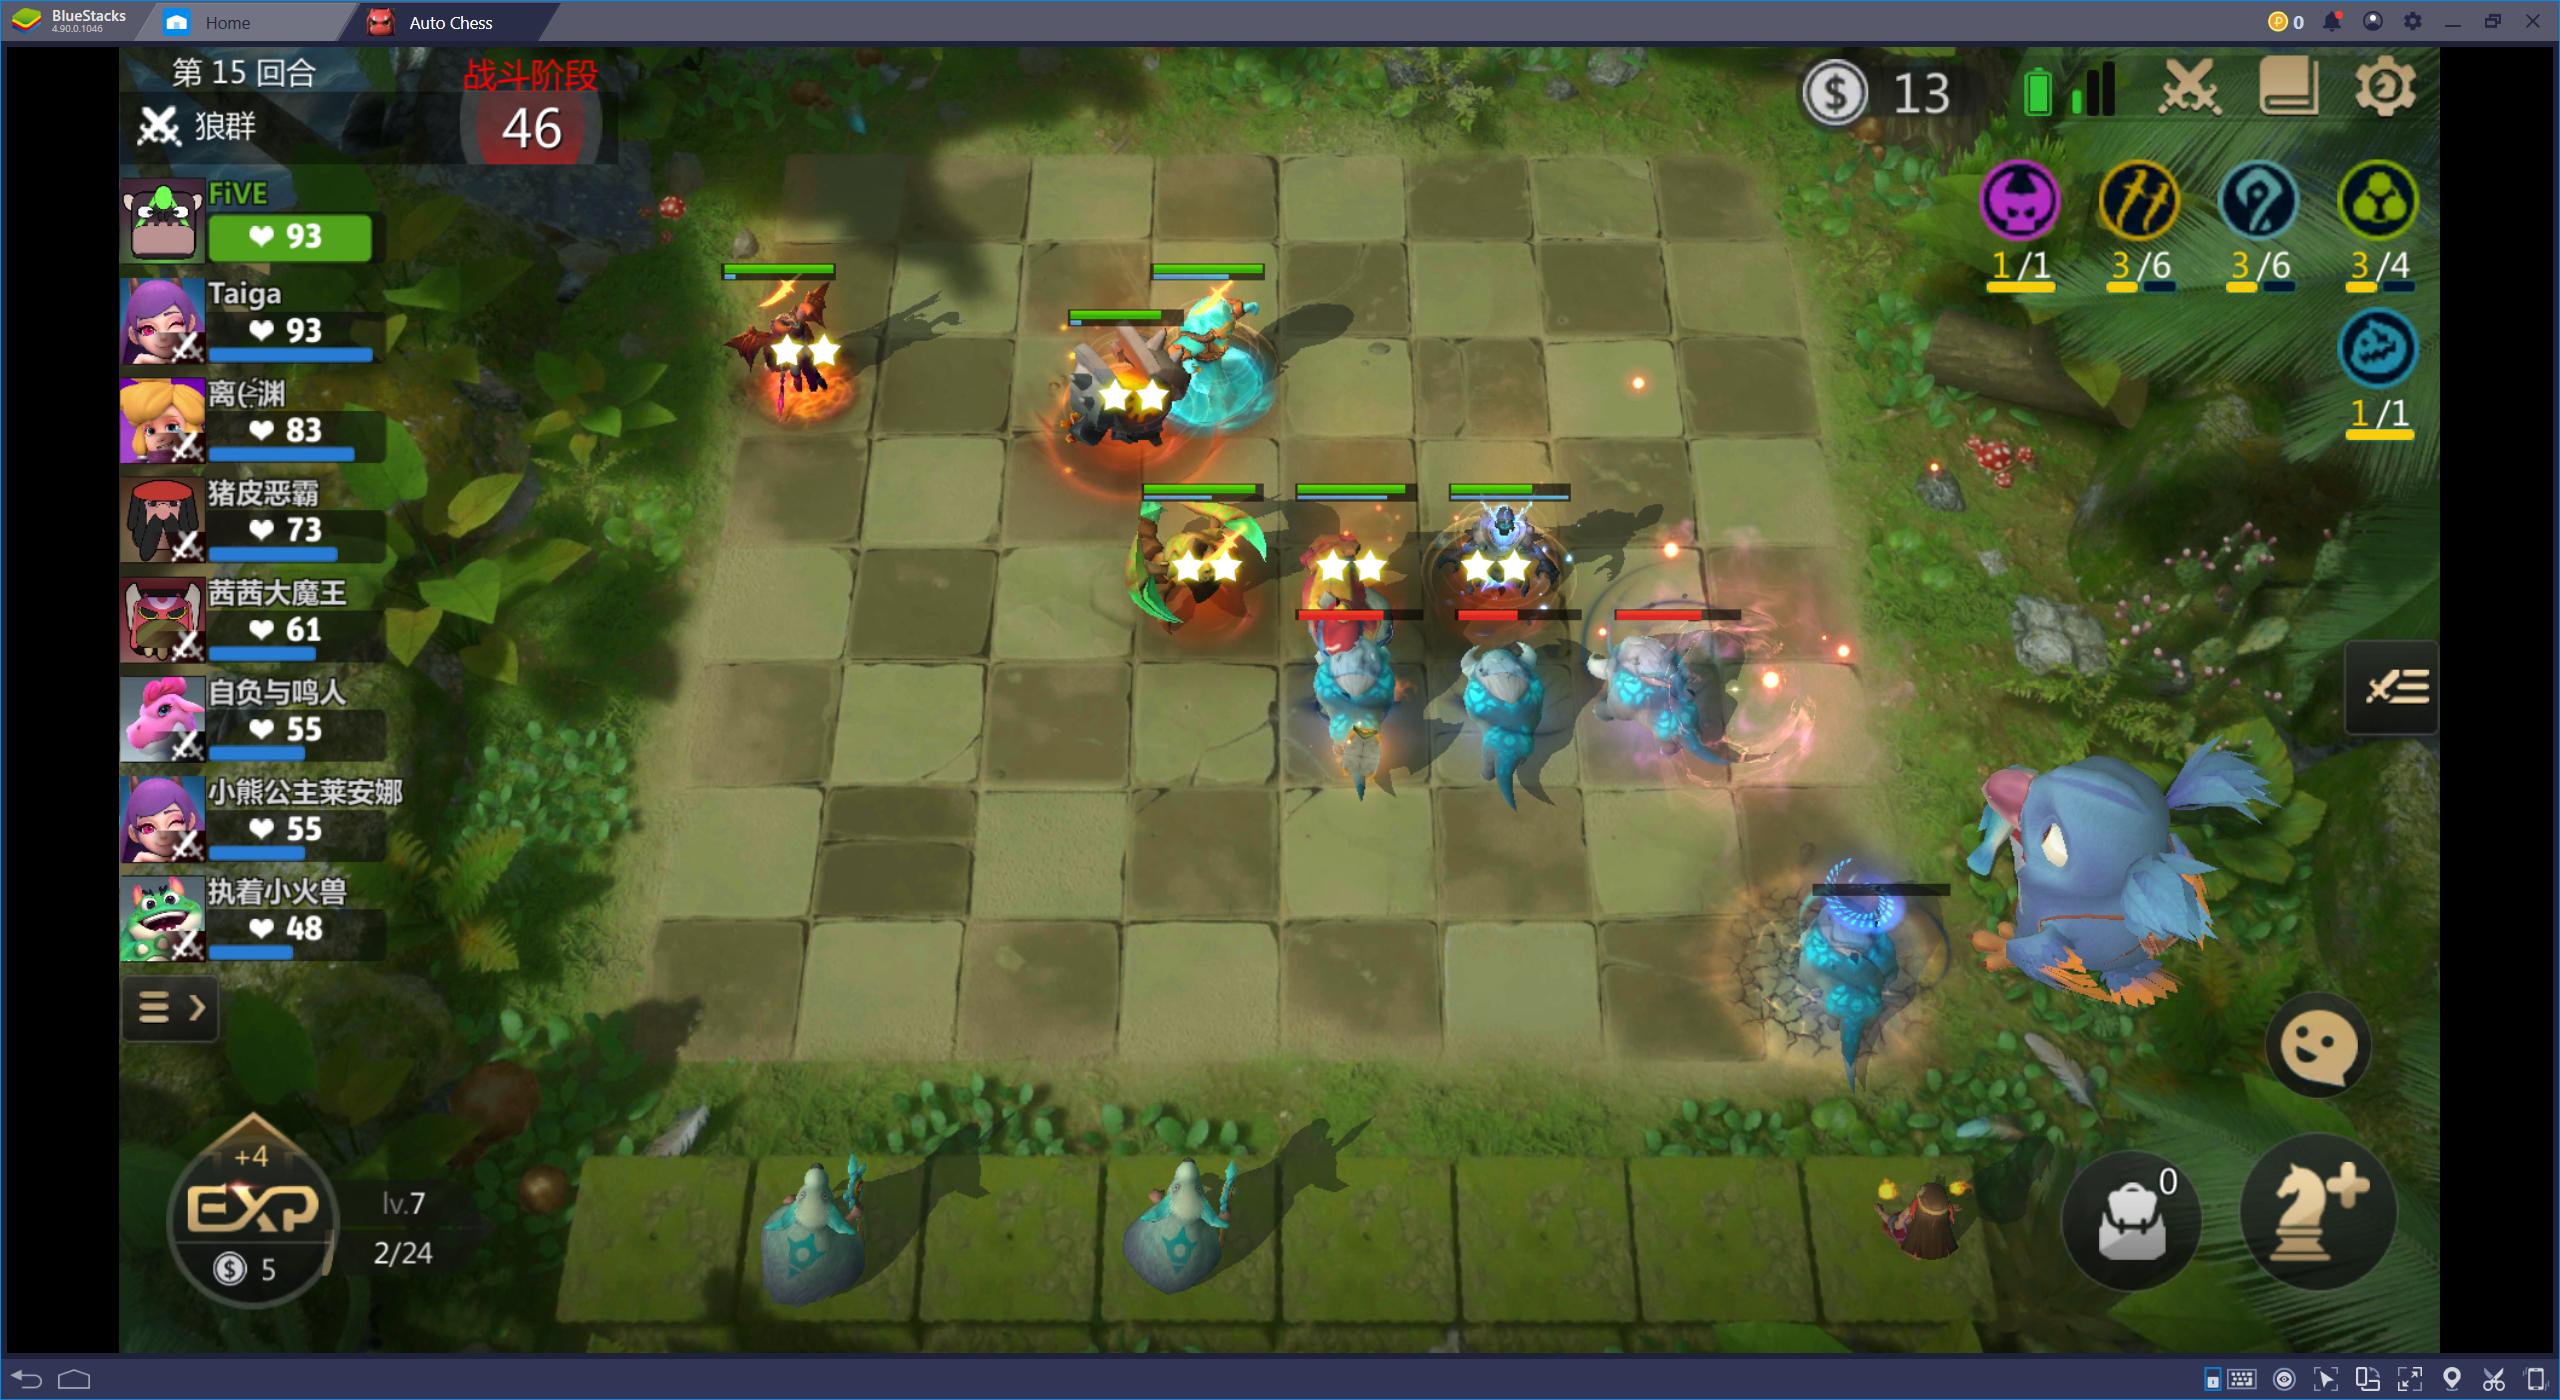 BlueStacks
4.90.0.1046
Home
Auto Chess
0
第 15 回合
战斗阶段
狼群
46
13
FiVE
93
Taiga
93
83
猪皮恶霸
73
茜茜大魔王
61
自负与鸣人
55
小熊公主莱安娜
55
执着小火兽
48
1/1
3/6
3/6
3/4
1/1
+4
EXP
5
lv.7
2/24
0